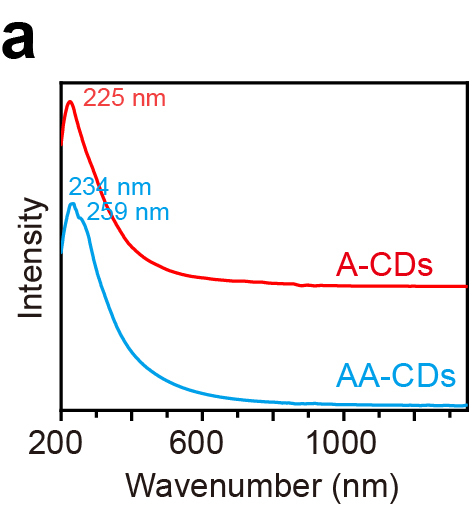 a
225 nm
234 nm
259 nm
A-CDs
AA-CDs
Intensity
200 600 1000
Wavenumber (nm)